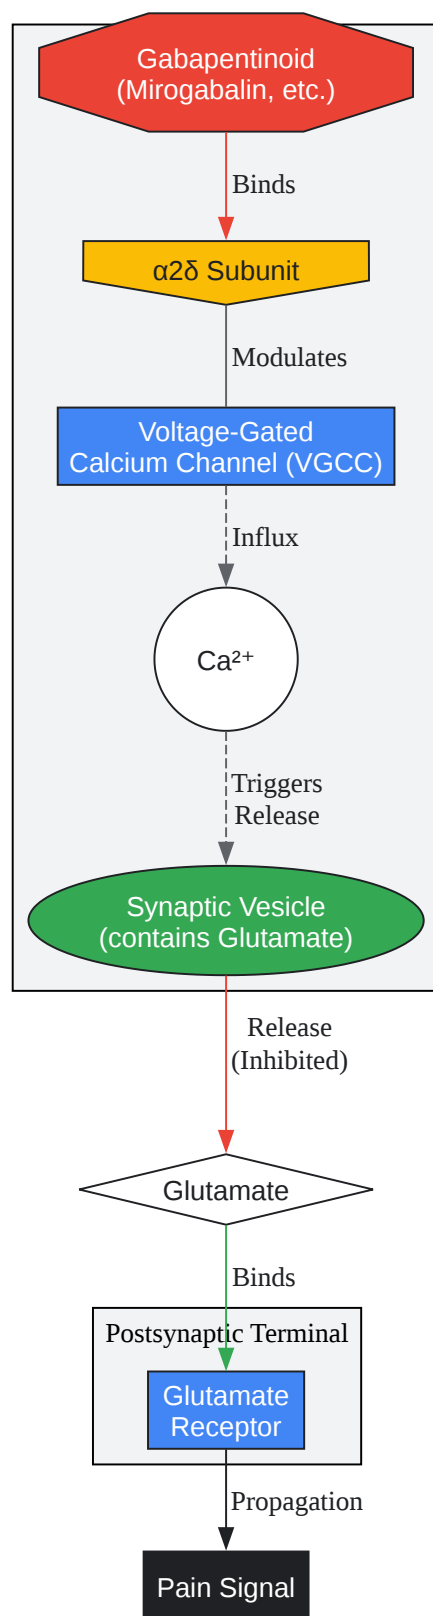 Gabapentinoid
(Mirogabalin, etc.)
Binds
α2δ Subunit
Modulates
Voltage-Gated
Calcium Channel (VGCC)
Influx
Ca²⁺
Triggers
Release
Synaptic Vesicle
(contains Glutamate)
Release
(Inhibited)
Glutamate
Binds
Postsynaptic Terminal
Glutamate
Receptor
Propagation
Pain Signal